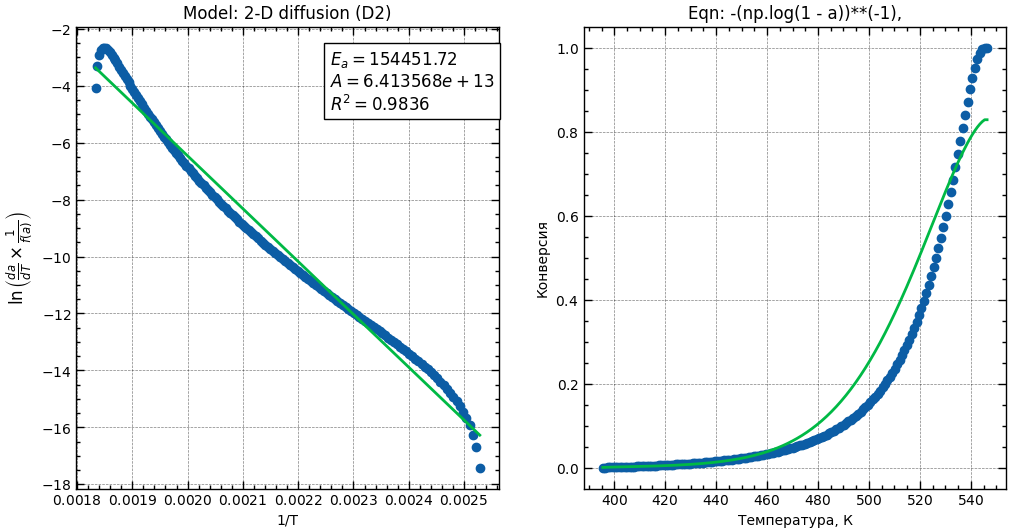 Model: 2-D diffusion (D2)
−2
−4
−6
−8
−10
−12
−14
−16
−18
ln(da/dT × 1/f(a))
E_a = 154451.72
A = 6.413568e + 13
R² = 0.9836
0.0018 0.0019 0.0020 0.0021 0.0022 0.0023 0.0024 0.0025
1/T
Eqn: -(np.log(1 - a))**(-1),
1.0
0.8
0.6
0.4
0.2
0.0
Конверсия
400 420 440 460 480 500 520 540
Температура, К